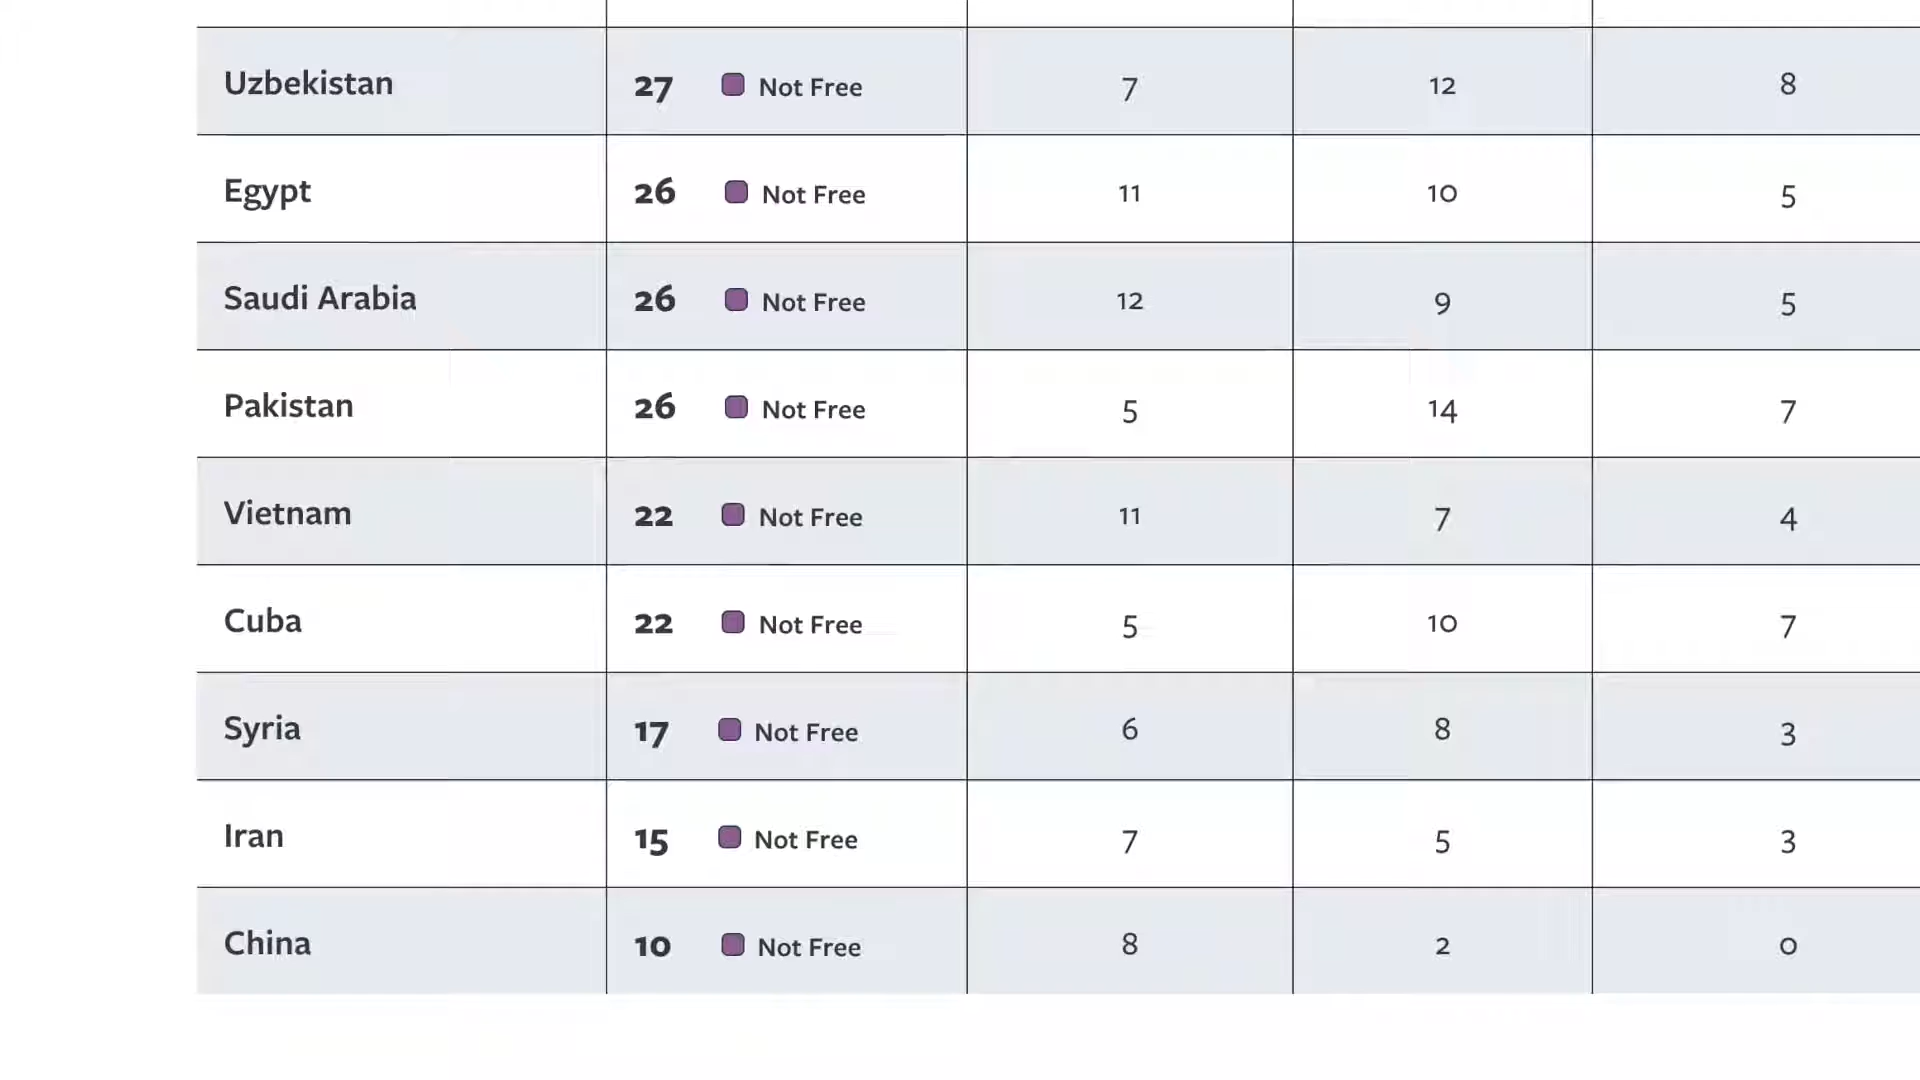 Uzbekistan 27 Not Free 7 12 8
Egypt 26 Not Free 11 10 5
Saudi Arabia 26 Not Free 12 9 5
Pakistan 26 Not Free 5 14 7
Vietnam 22 Not Free 11 7 4
Cuba 22 Not Free 5 10 7
Syria 17 Not Free 6 8 3
Iran 15 Not Free 7 5 3
China 10 Not Free 8 2 0